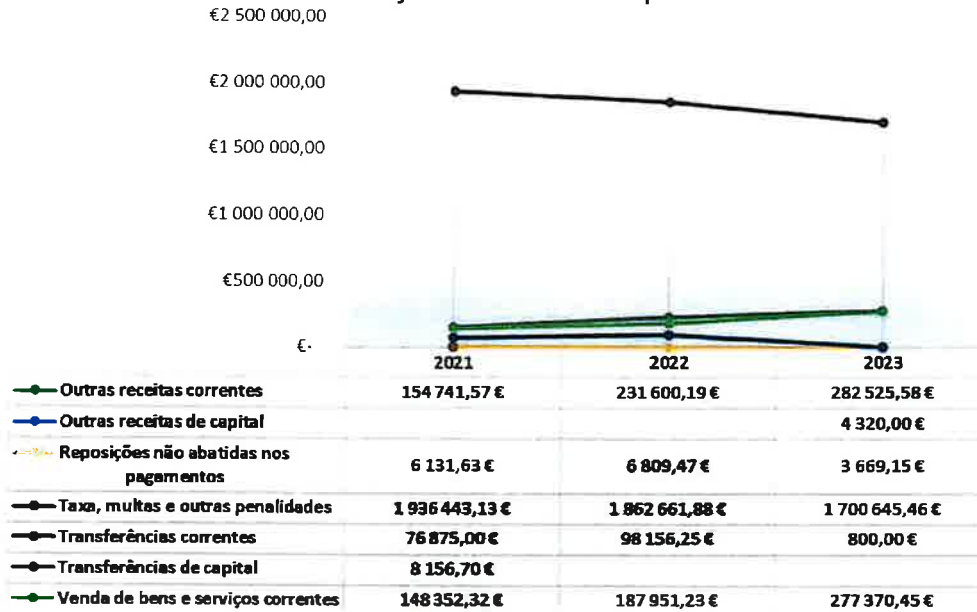 €2 500 000,00
€2 000 000,00
€1 500 000,00
€1 000 000,00
€500 000,00
€-
2021 2022 2023
Outras receitas correntes 154 741,57 € 231 600,19 € 282 525,58 €
Outras receitas de capital 4 320,00 €
Reposições não abatidas nos
pagamentos 6 131,63 € 6 809,47 € 3 669,15 €
Taxa, multas e outras penalidades 1 936 443,13 € 1 862 661,88 € 1 700 645,46 €
Transferências correntes 76 875,00 € 98 156,25 € 800,00 €
Transferências de capital 8 156,70 €
Venda de bens e serviços correntes 148 352,32 € 187 951,23 € 277 370,45 €